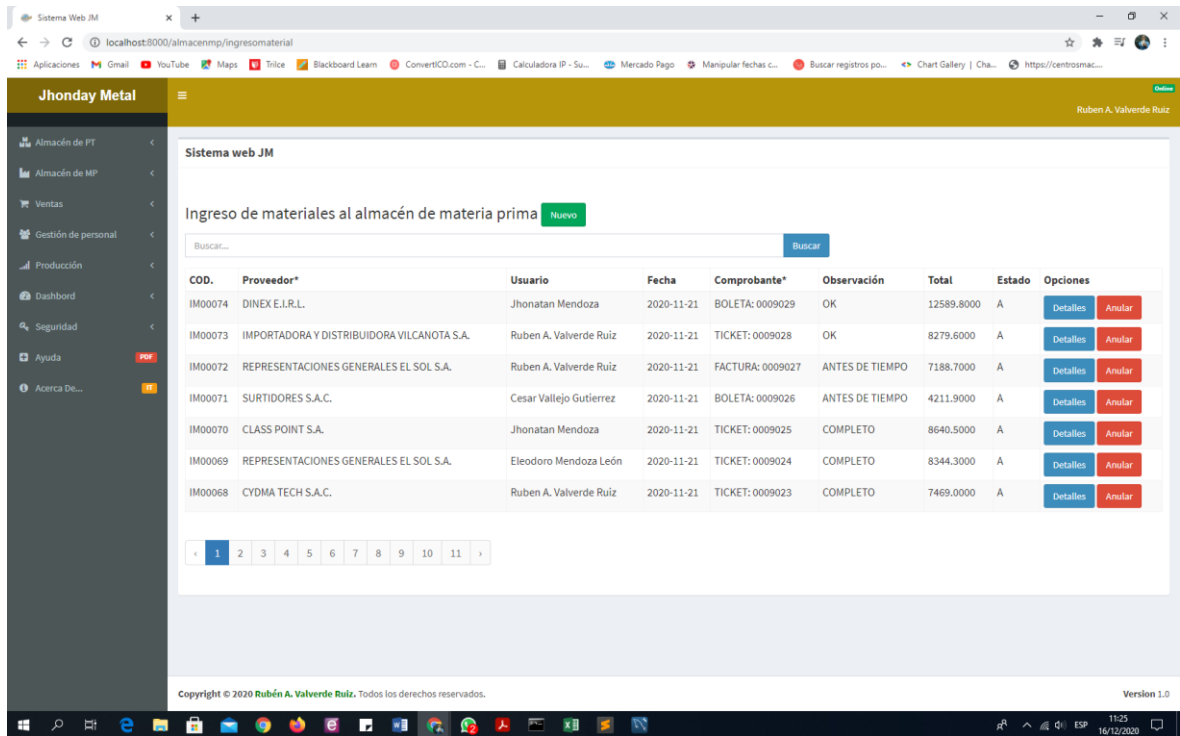 Sistema Web JM
localhost:8000/almacenmp/ingresomaterial
Aplicaciones Gmail YouTube Maps Trilce Blackboard Learn ConvertICO.com - C... Calculadora IP - Su... Mercado Pago Manipular fechas c... Buscar registros po... Chart Gallery | Cha... https://centrosmac....
Jhonday Metal
Online
Ruben A. Valverde Ruiz
Almacén de PT
Almacén de MP
Ventas
Gestión de personal
Producción
Dashbord
Seguridad
Ayuda PDF
Acerca De... IT
Sistema web JM
Ingreso de materiales al almacén de materia prima Nuevo
Buscar... Buscar
COD. Proveedor* Usuario Fecha Comprobante* Observación Total Estado Opciones
IM00074 DINEX E.I.R.L. Jhonatan Mendoza 2020-11-21 BOLETA: 0009029 OK 12589.8000 A Detalles Anular
IM00073 IMPORTADORA Y DISTRIBUIDORA VILCANOTA S.A. Ruben A. Valverde Ruiz 2020-11-21 TICKET: 0009028 OK 8279.6000 A Detalles Anular
IM00072 REPRESENTACIONES GENERALES EL SOL S.A. Ruben A. Valverde Ruiz 2020-11-21 FACTURA: 0009027 ANTES DE TIEMPO 7188.7000 A Detalles Anular
IM00071 SURTIDORES S.A.C. Cesar Vallejo Gutierrez 2020-11-21 BOLETA: 0009026 ANTES DE TIEMPO 4211.9000 A Detalles Anular
IM00070 CLASS POINT S.A. Jhonatan Mendoza 2020-11-21 TICKET: 0009025 COMPLETO 8640.5000 A Detalles Anular
IM00069 REPRESENTACIONES GENERALES EL SOL S.A. Eleodoro Mendoza León 2020-11-21 TICKET: 0009024 COMPLETO 8344.3000 A Detalles Anular
IM00068 CYDMA TECH S.A.C. Ruben A. Valverde Ruiz 2020-11-21 TICKET: 0009023 COMPLETO 7469.0000 A Detalles Anular
‹ 1 2 3 4 5 6 7 8 9 10 11 ›
Copyright © 2020 Rubén A. Valverde Ruiz. Todos los derechos reservados. Version 1.0
ESP 11:25
16/12/2020